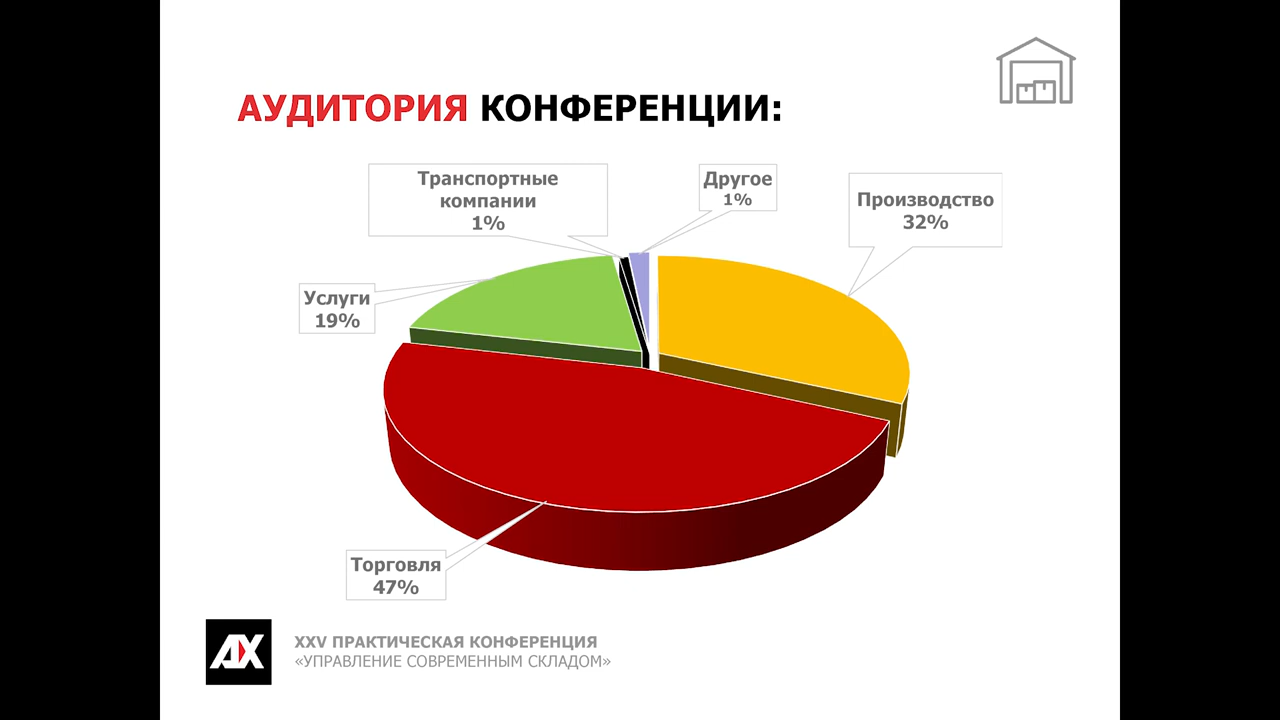 АУДИТОРИЯ КОНФЕРЕНЦИИ:
Транспортные
компании
1%
Другое
1%
Производство
32%
Услуги
19%
Торговля
47%
AX
XXV ПРАКТИЧЕСКАЯ КОНФЕРЕНЦИЯ
«УПРАВЛЕНИЕ СОВРЕМЕННЫМ СКЛАДОМ»